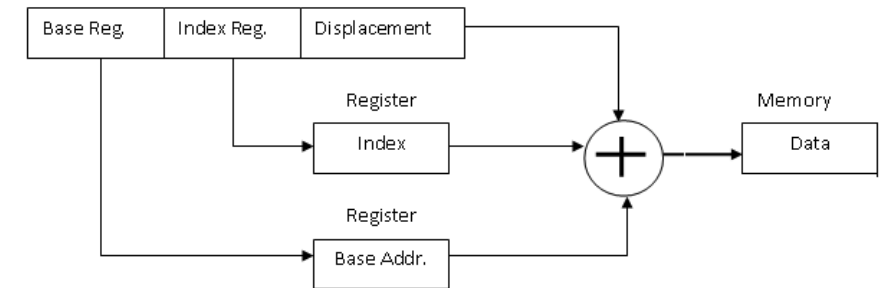 Base Reg. Index Reg. Displacement
Register Memory
Index Data
Register
Base Addr.